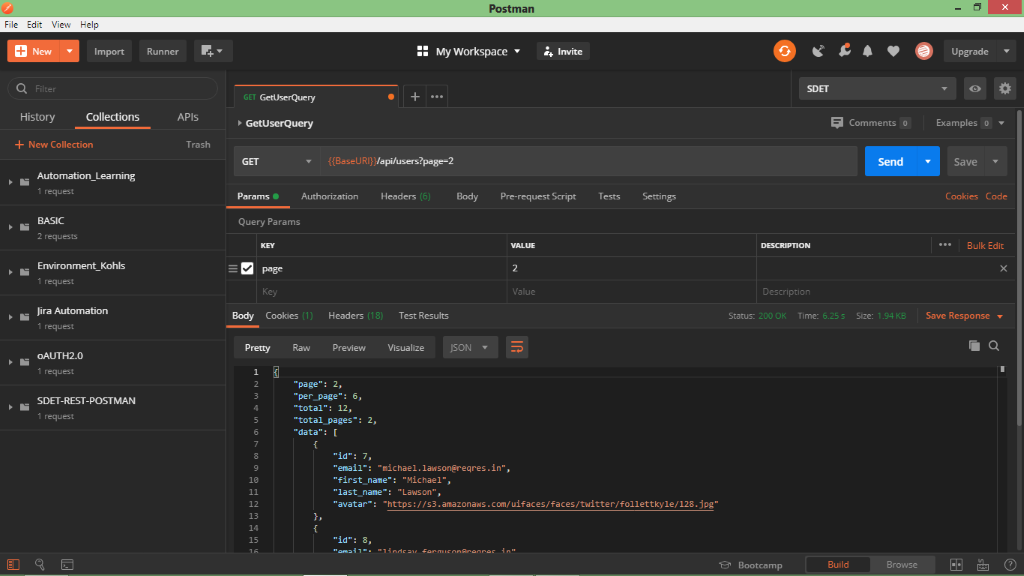 Postman
File Edit View Help
New Import Runner My Workspace Invite Upgrade
Filter
History Collections APIs
New Collection Trash
Automation_Learning
1 request
BASIC
2 requests
Environment_Kohls
1 request
Jira Automation
1 request
oAUTH2.0
1 request
SDET-REST-POSTMAN
1 request
GET GetUserQuery
SDET
GetUserQuery Comments 0 Examples 0
GET {{BaseURI}}/api/users?page=2 Send Save
Params Authorization Headers (6) Body Pre-request Script Tests Settings Cookies Code
Query Params
KEY VALUE DESCRIPTION Bulk Edit
page 2
Key Value Description
Body Cookies (1) Headers (18) Test Results Status: 200 OK Time: 6.25 s Size: 1.94 KB Save Response
Pretty Raw Preview Visualize JSON
1 {
2 "page": 2,
3 "per_page": 6,
4 "total": 12,
5 "total_pages": 2,
6 "data": [
7 {
8 "id": 7,
9 "email": "michael.lawson@reqres.in",
10 "first_name": "Michael",
11 "last_name": "Lawson",
12 "avatar": "https://s3.amazonaws.com/uifaces/faces/twitter/follettkyle/128.jpg"
13 },
14 {
15 "id": 8,
16 "email": "lindsay.ferguson@reqres.in"
Bootcamp Build Browse